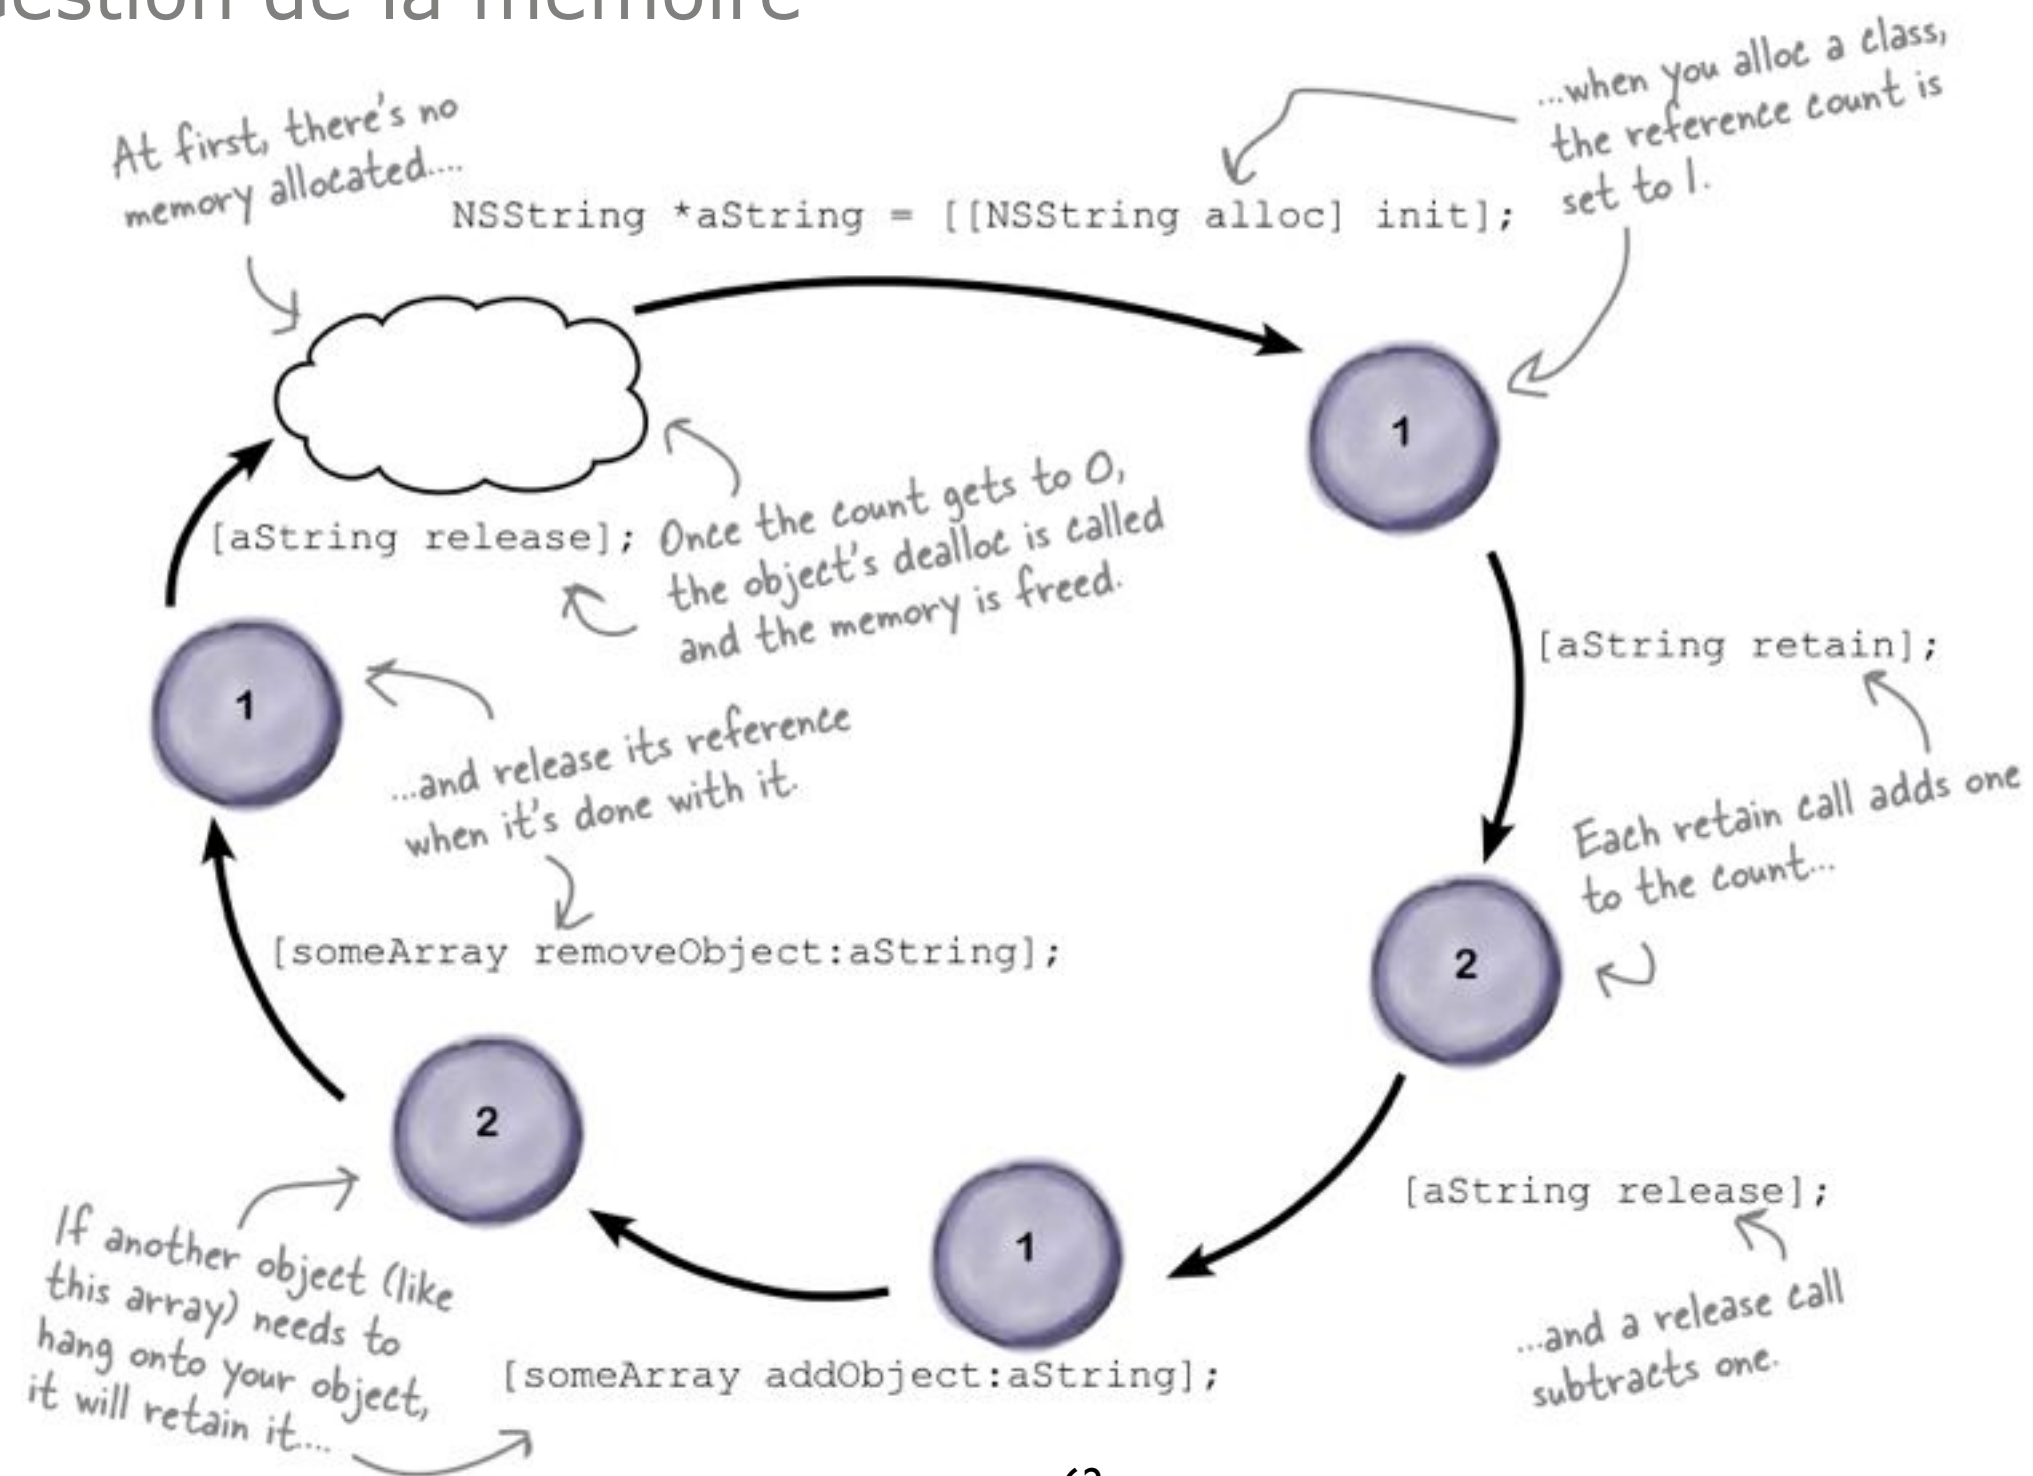 estion de la mémoire
At first, there's no
memory allocated....
...when you alloc a class,
the reference count is
set to 1.
NSString *aString = [[NSString alloc] init];
1
[aString release];
Once the count gets to 0,
the object's dealloc is called
and the memory is freed.
[aString retain];
1
...and release its reference
when it's done with it.
Each retain call adds one
to the count...
[someArray removeObject:aString];
2
2
[aString release];
If another object (like
this array) needs to
hang onto your object,
it will retain it....
1
...and a release call
subtracts one.
[someArray addObject:aString];